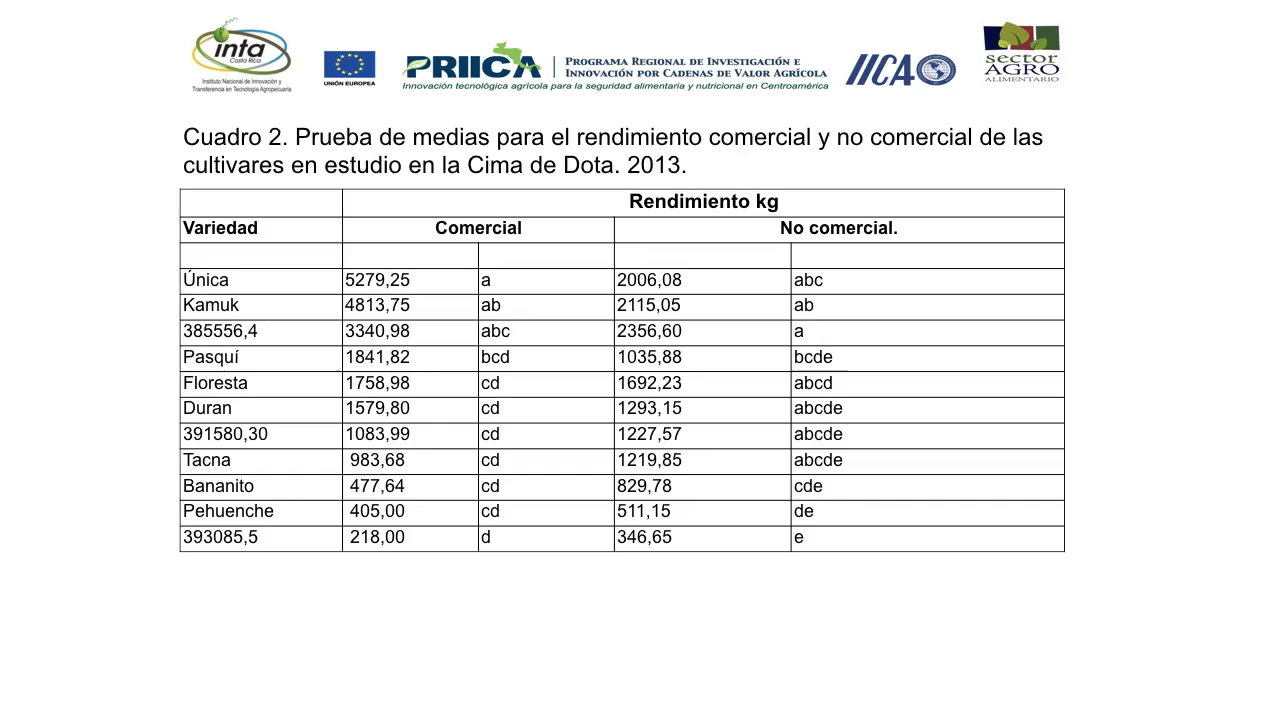 inta
Costa Rica
Instituto Nacional de Innovación y
Transferencia en Tecnología Agropecuaria
UNIÓN EUROPEA
PRIICA
PROGRAMA REGIONAL DE INVESTIGACIÓN E
INNOVACIÓN POR CADENAS DE VALOR AGRÍCOLA
Innovación tecnológica agrícola para la seguridad alimentaria y nutricional en Centroamérica
IICA
sector
AGRO
ALIMENTARIO
Cuadro 2. Prueba de medias para el rendimiento comercial y no comercial de las
cultivares en estudio en la Cima de Dota. 2013.
Rendimiento kg
Variedad Comercial No comercial.
Única 5279,25 a 2006,08 abc
Kamuk 4813,75 ab 2115,05 ab
385556,4 3340,98 abc 2356,60 a
Pasquí 1841,82 bcd 1035,88 bcde
Floresta 1758,98 cd 1692,23 abcd
Duran 1579,80 cd 1293,15 abcde
391580,30 1083,99 cd 1227,57 abcde
Tacna 983,68 cd 1219,85 abcde
Bananito 477,64 cd 829,78 cde
Pehuenche 405,00 cd 511,15 de
393085,5 218,00 d 346,65 e